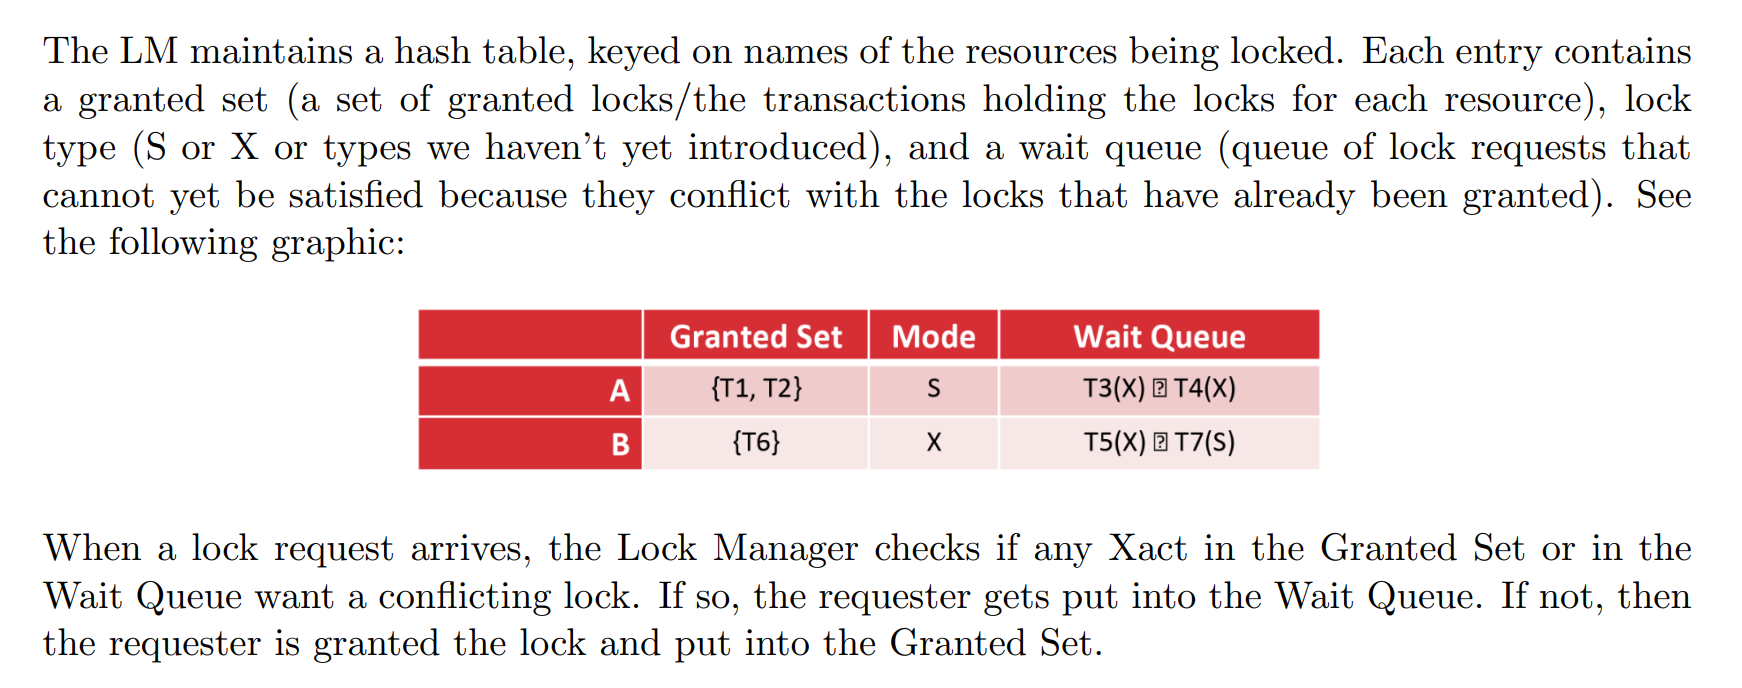 The LM maintains a hash table, keyed on names of the resources being locked. Each entry contains
a granted set (a set of granted locks/the transactions holding the locks for each resource), lock
type (S or X or types we haven’t yet introduced), and a wait queue (queue of lock requests that
cannot yet be satisfied because they conflict with the locks that have already been granted). See
the following graphic:
Granted Set Mode Wait Queue
A {T1, T2} S T3(X) ⍰ T4(X)
B {T6} X T5(X) ⍰ T7(S)
When a lock request arrives, the Lock Manager checks if any Xact in the Granted Set or in the
Wait Queue want a conflicting lock. If so, the requester gets put into the Wait Queue. If not, then
the requester is granted the lock and put into the Granted Set.